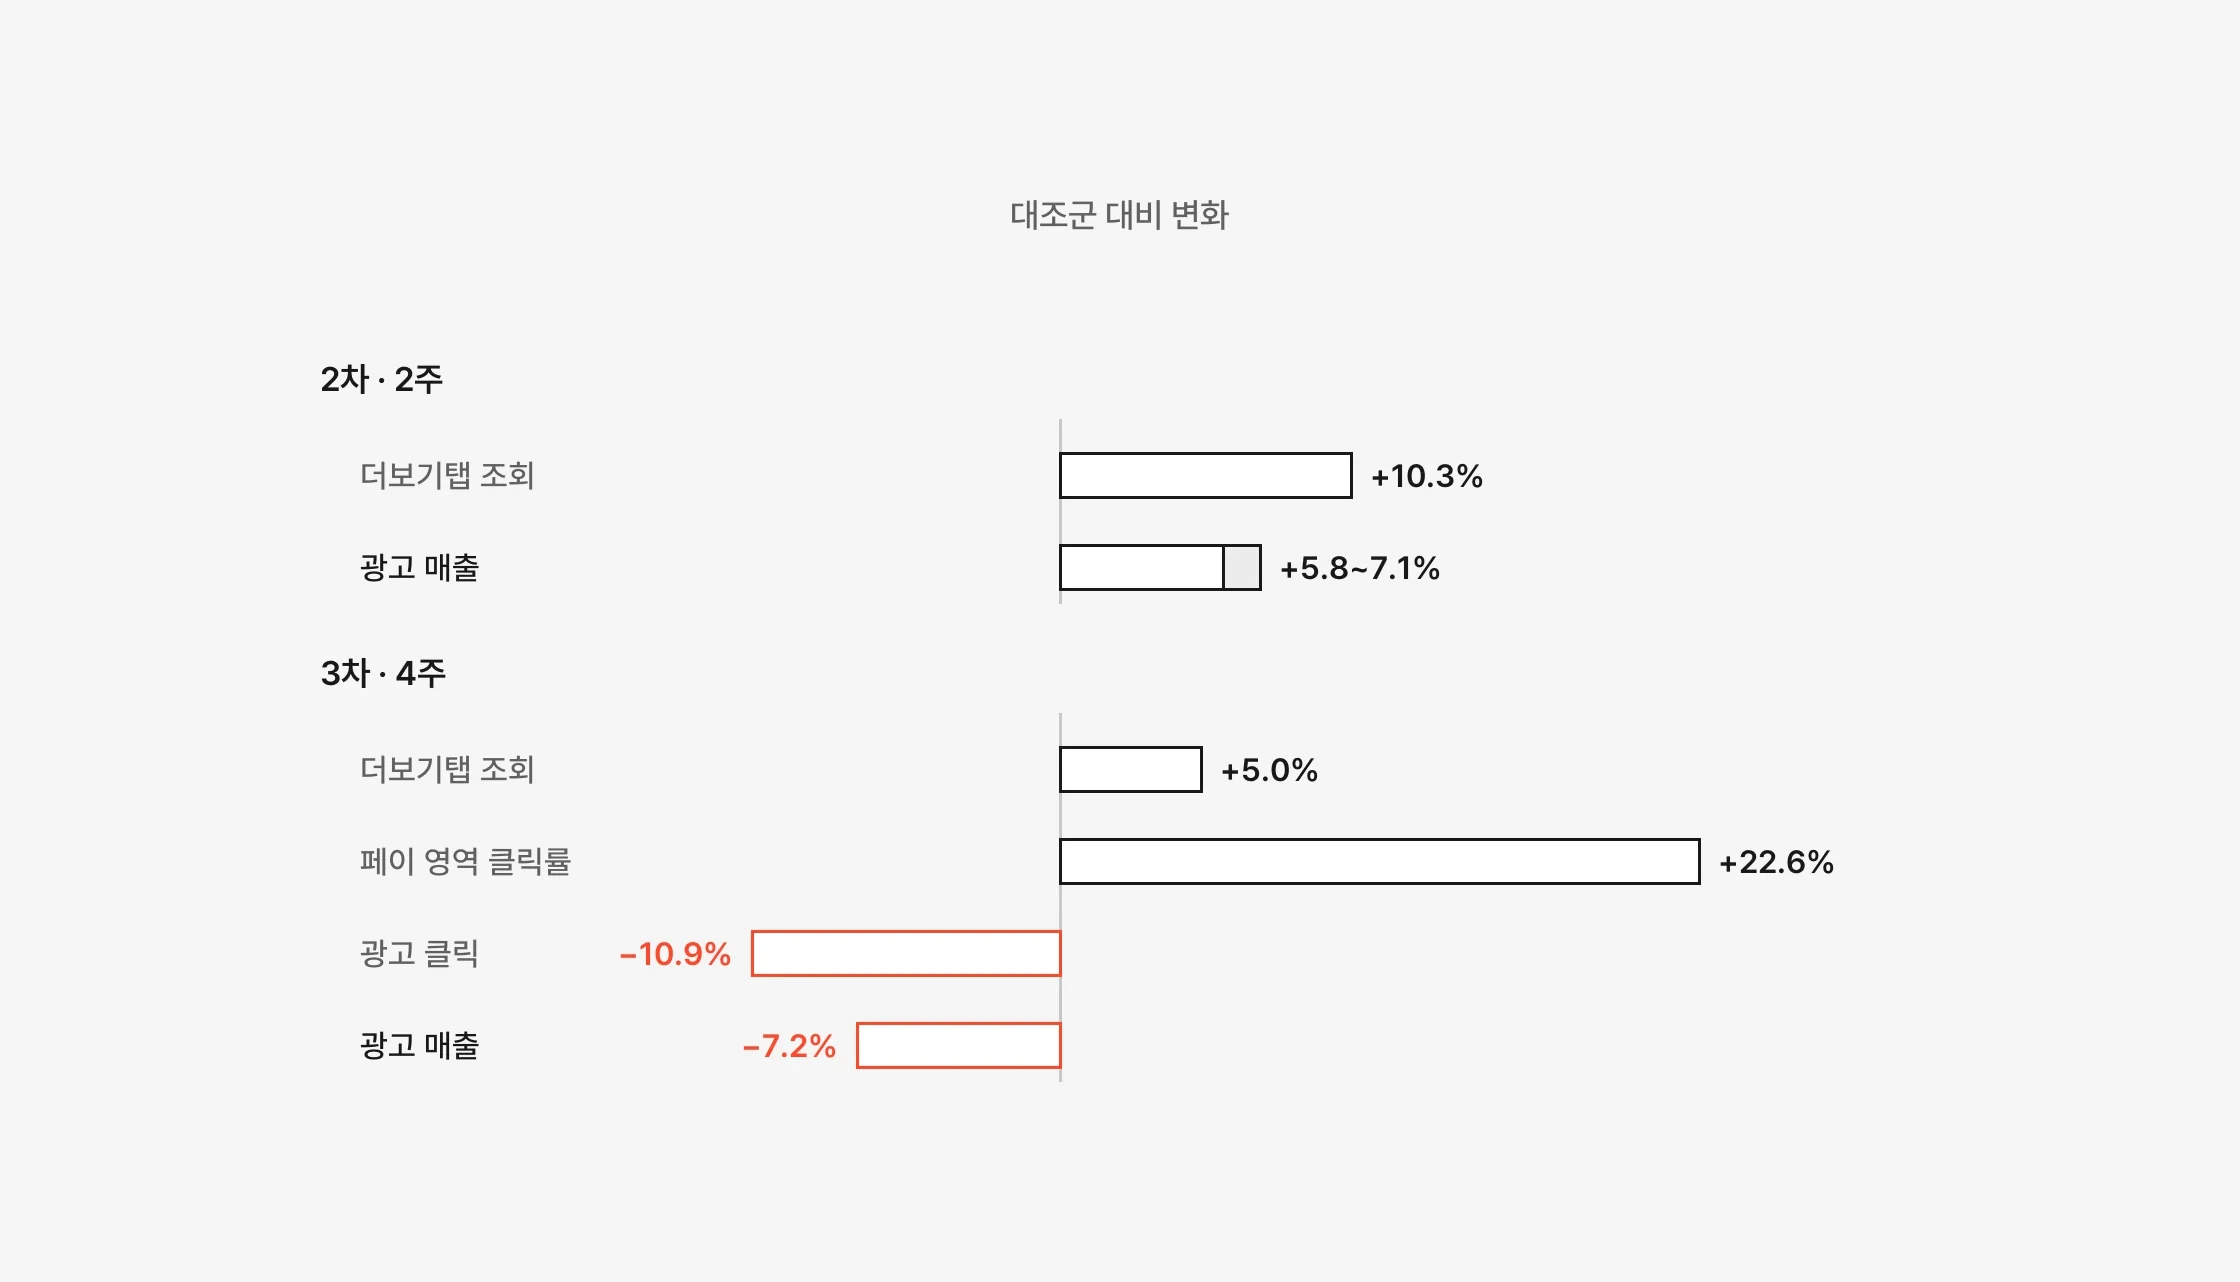 대조군 대비 변화
2차 · 2주
더보기탭 조회 +10.3%
광고 매출 +5.8~7.1%
3차 · 4주
더보기탭 조회 +5.0%
페이 영역 클릭률 +22.6%
광고 클릭 −10.9%
광고 매출 −7.2%